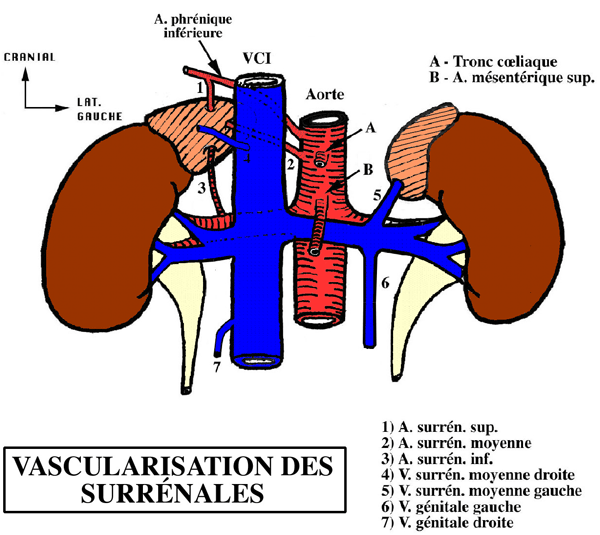 A. phrénique
inférieure
CRANIAL
LAT.
GAUCHE
VCI
Aorte
A - Tronc cœliaque
B - A. mésentérique sup.
1
A
2
B
3
4
5
6
7
VASCULARISATION DES
SURRÉNALES
1) A. surrén. sup.
2) A. surrén. moyenne
3) A. surrén. inf.
4) V. surrén. moyenne droite
5) V. surrén. moyenne gauche
6) V. génitale gauche
7) V. génitale droite